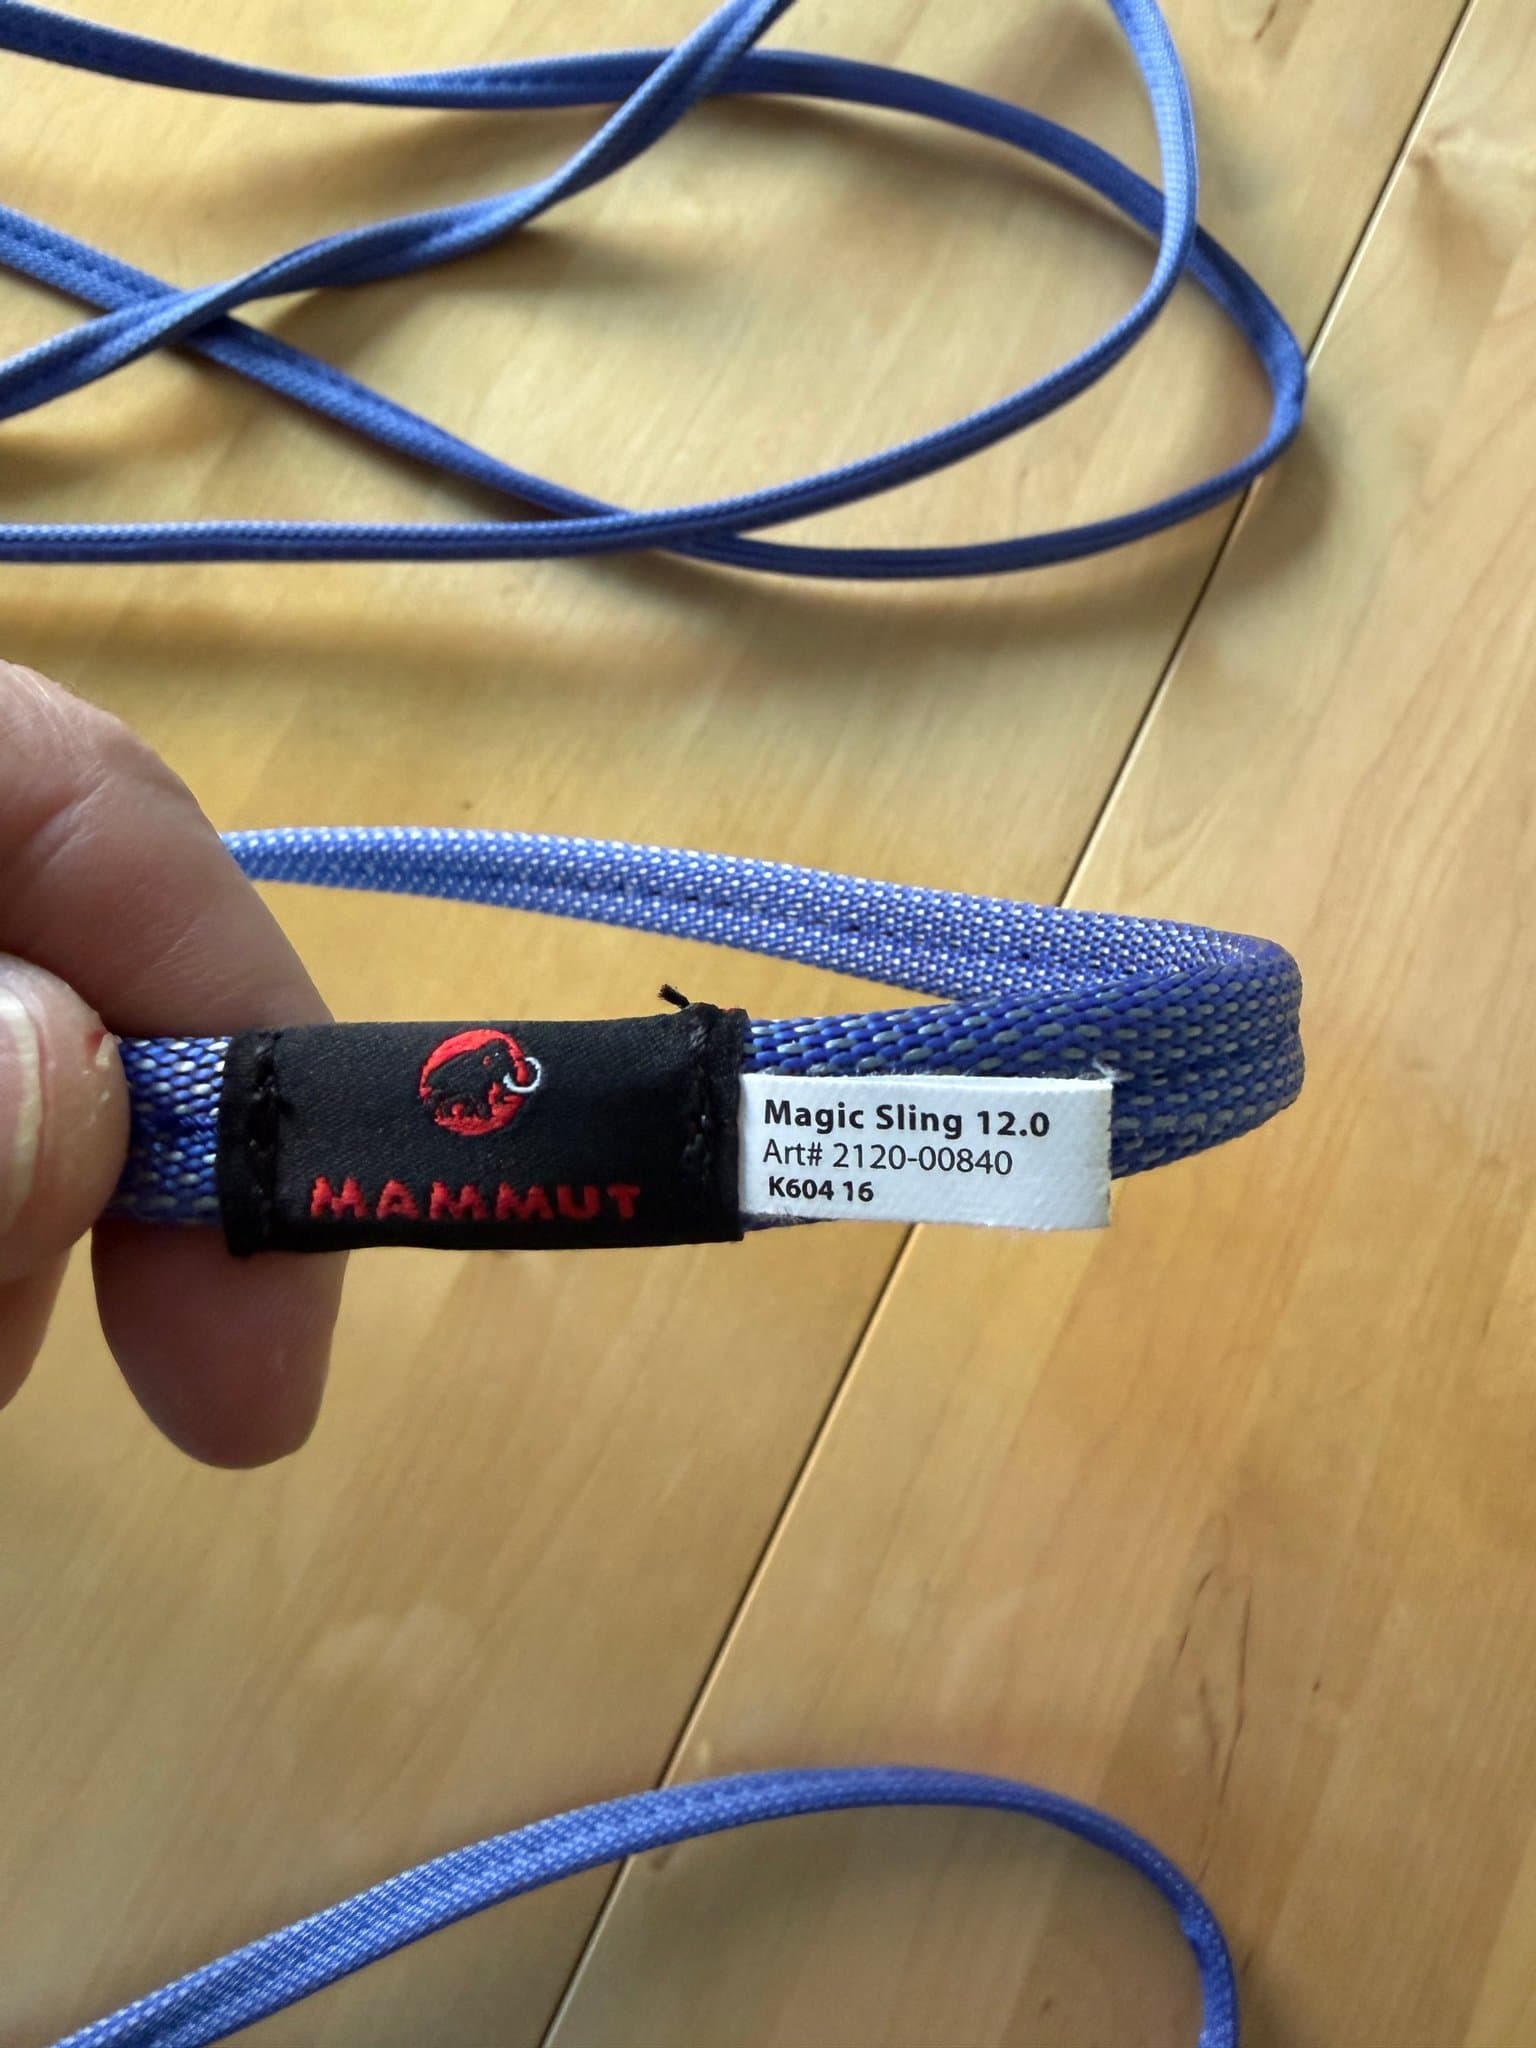 MAMMUT
Magic Sling 12.0
Art# 2120-00840
K604 16